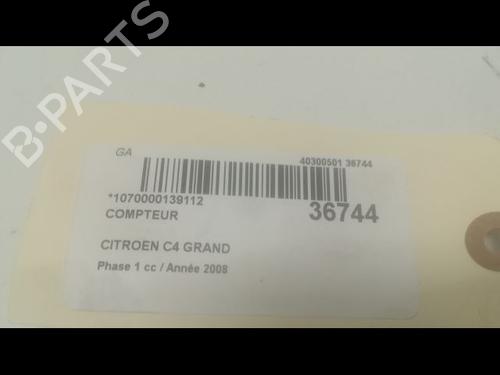 B-PARTS
GA
40300501 36744
*1070000139112
36744
COMPTEUR
CITROEN C4 GRAND
Phase 1 cc / Année 2008